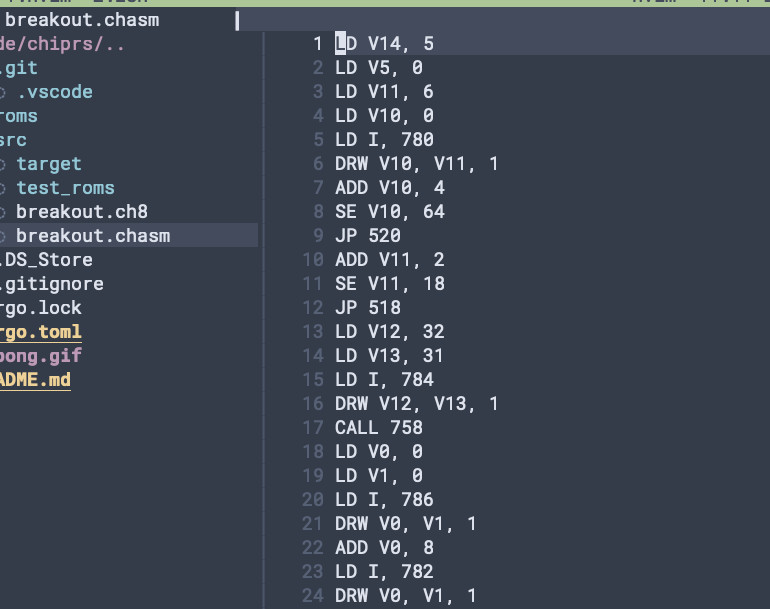 breakout.chasm
de/chiprs/..
.git
.vscode
roms
src
target
test_roms
breakout.ch8
breakout.chasm
.DS_Store
.gitignore
rgo.lock
rgo.toml
pong.gif
ADME.md
1 LD V14, 5
2 LD V5, 0
3 LD V11, 6
4 LD V10, 0
5 LD I, 780
6 DRW V10, V11, 1
7 ADD V10, 4
8 SE V10, 64
9 JP 520
10 ADD V11, 2
11 SE V11, 18
12 JP 518
13 LD V12, 32
14 LD V13, 31
15 LD I, 784
16 DRW V12, V13, 1
17 CALL 758
18 LD V0, 0
19 LD V1, 0
20 LD I, 786
21 DRW V0, V1, 1
22 ADD V0, 8
23 LD I, 782
24 DRW V0, V1, 1